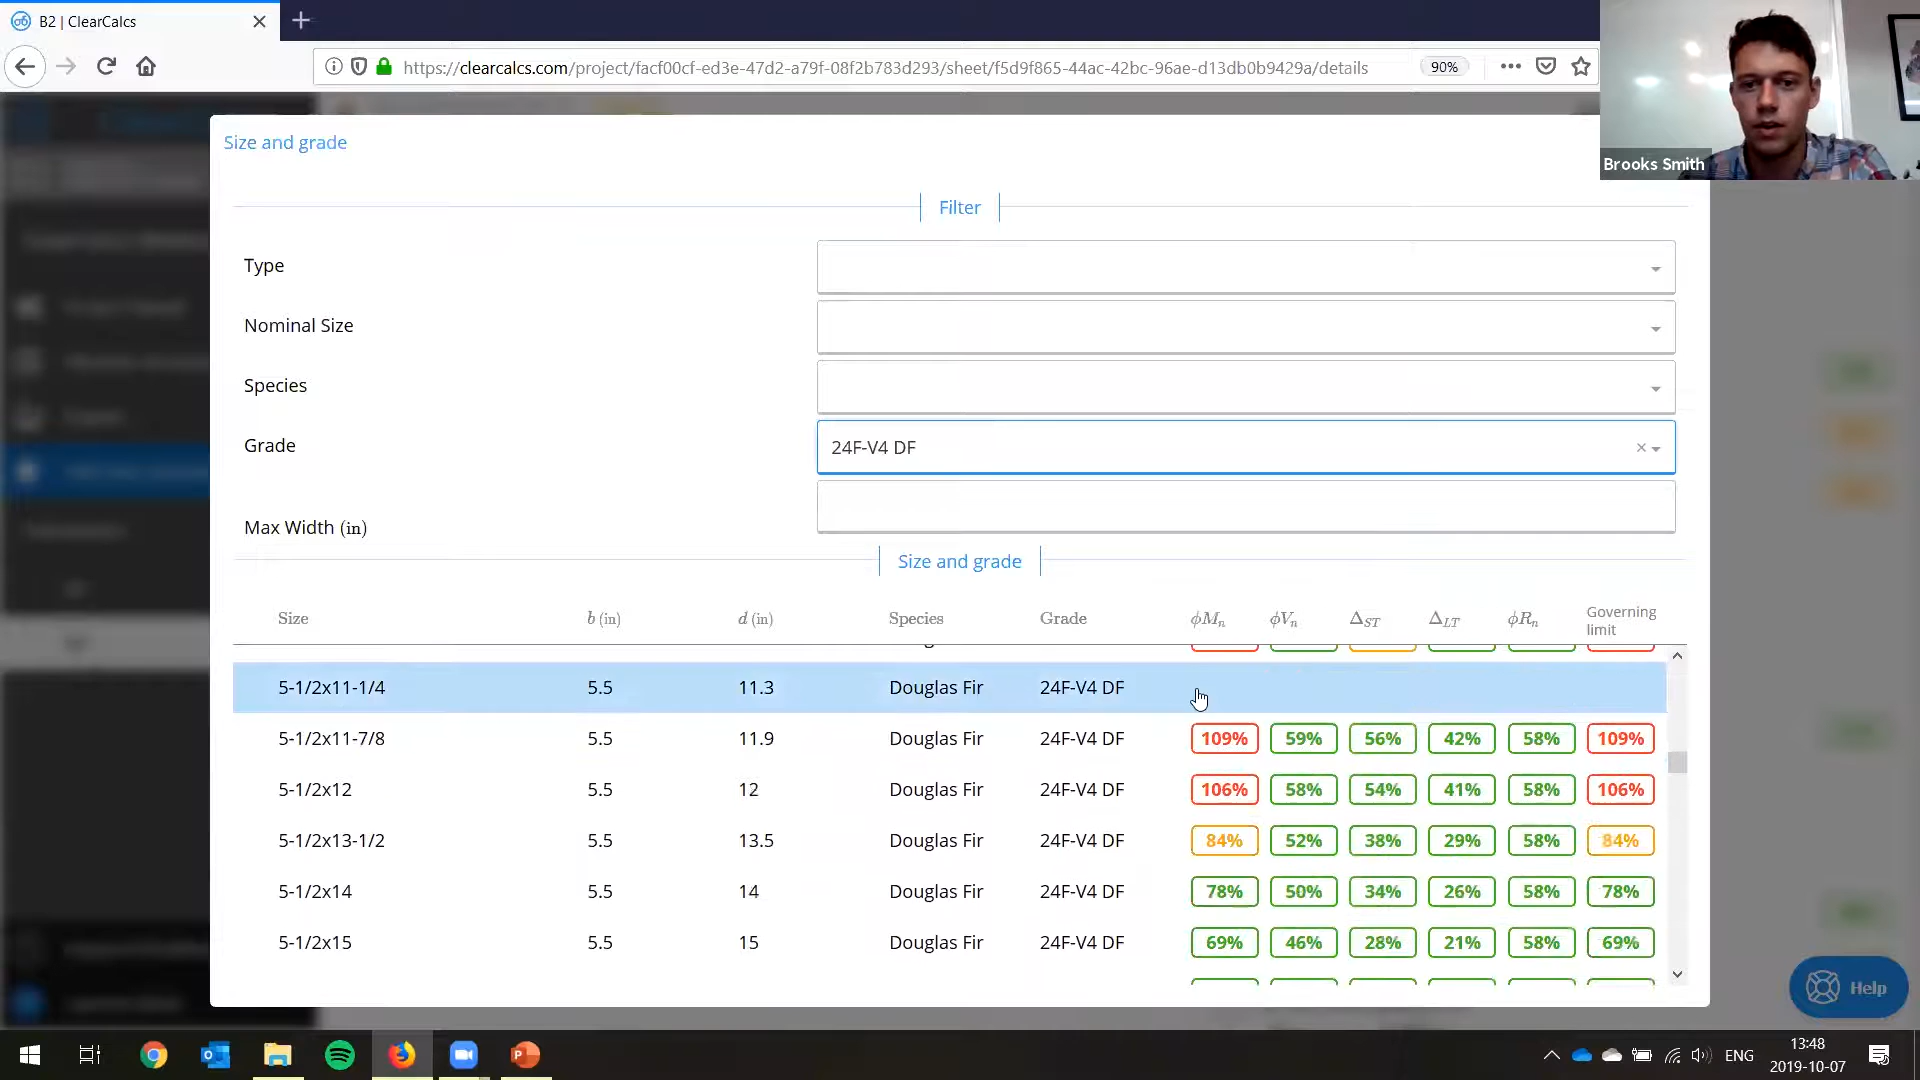 B2 | ClearCalcs
https://clearcalcs.com/project/facf00cf-ed3e-47d2-a79f-08f2b783d293/sheet/f5d9f865-44ac-42bc-96ae-d13db0b9429a/details
90%
Brooks Smith
Size and grade
Filter
Type
Nominal Size
Species
Grade
24F-V4 DF
Max Width (in)
Size and grade
Size b (in) d (in) Species Grade ϕMn ϕVn ΔST ΔLT ϕRn Governing limit
5-1/2x11-1/4 5.5 11.3 Douglas Fir 24F-V4 DF
5-1/2x11-7/8 5.5 11.9 Douglas Fir 24F-V4 DF 109% 59% 56% 42% 58% 109%
5-1/2x12 5.5 12 Douglas Fir 24F-V4 DF 106% 58% 54% 41% 58% 106%
5-1/2x13-1/2 5.5 13.5 Douglas Fir 24F-V4 DF 84% 52% 38% 29% 58% 84%
5-1/2x14 5.5 14 Douglas Fir 24F-V4 DF 78% 50% 34% 26% 58% 78%
5-1/2x15 5.5 15 Douglas Fir 24F-V4 DF 69% 46% 28% 21% 58% 69%
Help
ENG
13:48
2019-10-07